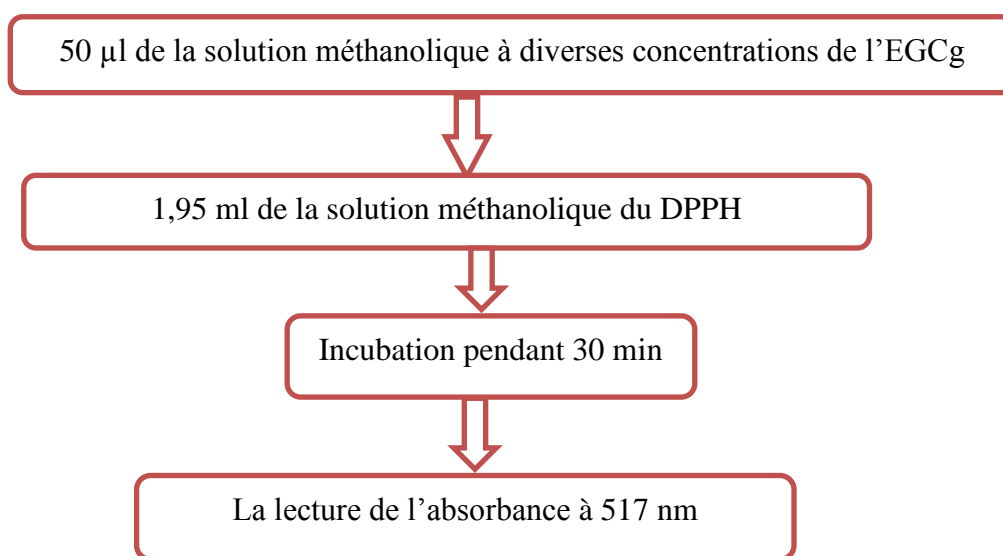 50 µl de la solution méthanolique à diverses concentrations de l’EGCg
1,95 ml de la solution méthanolique du DPPH
Incubation pendant 30 min
La lecture de l’absorbance à 517 nm